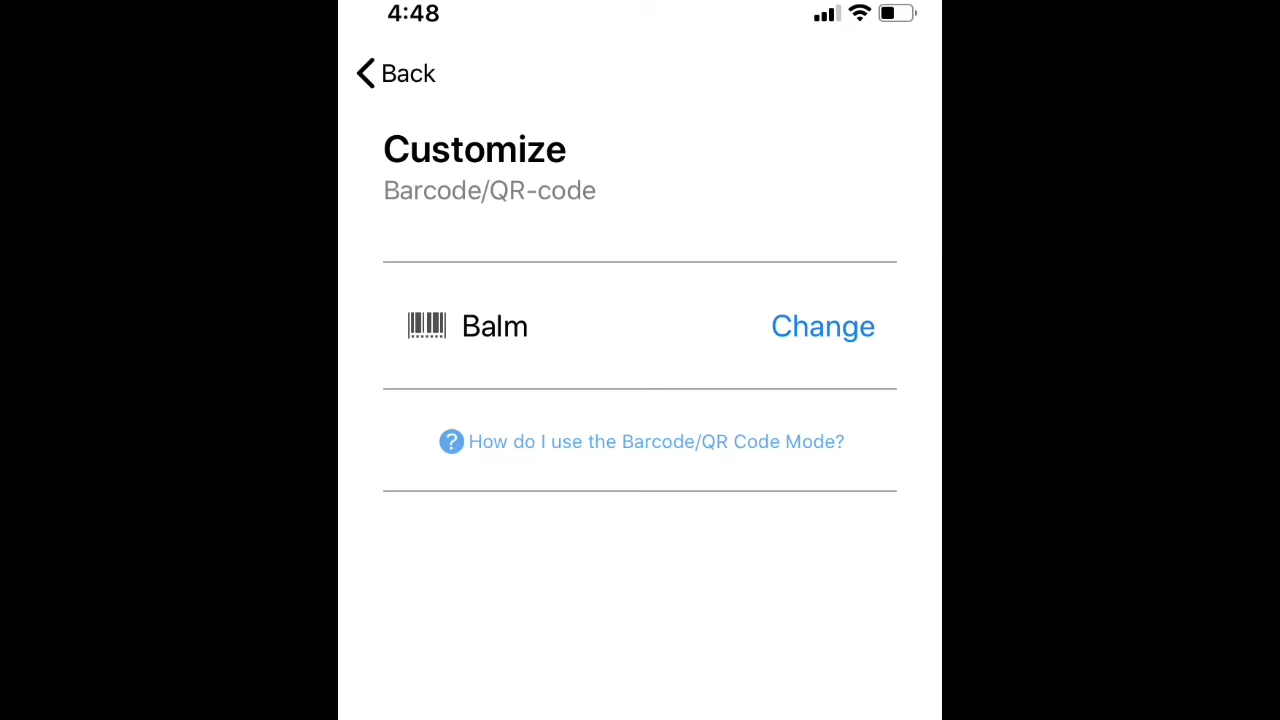 4:48
Back
Customize
Barcode/QR-code
Balm Change
? How do I use the Barcode/QR Code Mode?